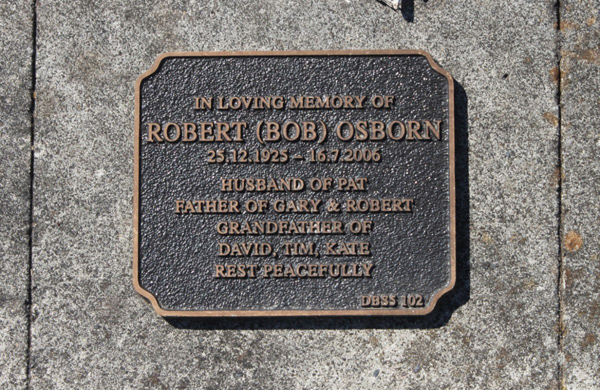 IN LOVING MEMORY OF
ROBERT (BOB) OSBORN
25.12.1925 - 16.7.2006
HUSBAND OF PAT
FATHER OF GARY & ROBERT
GRANDFATHER OF
DAVID, TIM, KATE
REST PEACEFULLY
DBSS 102